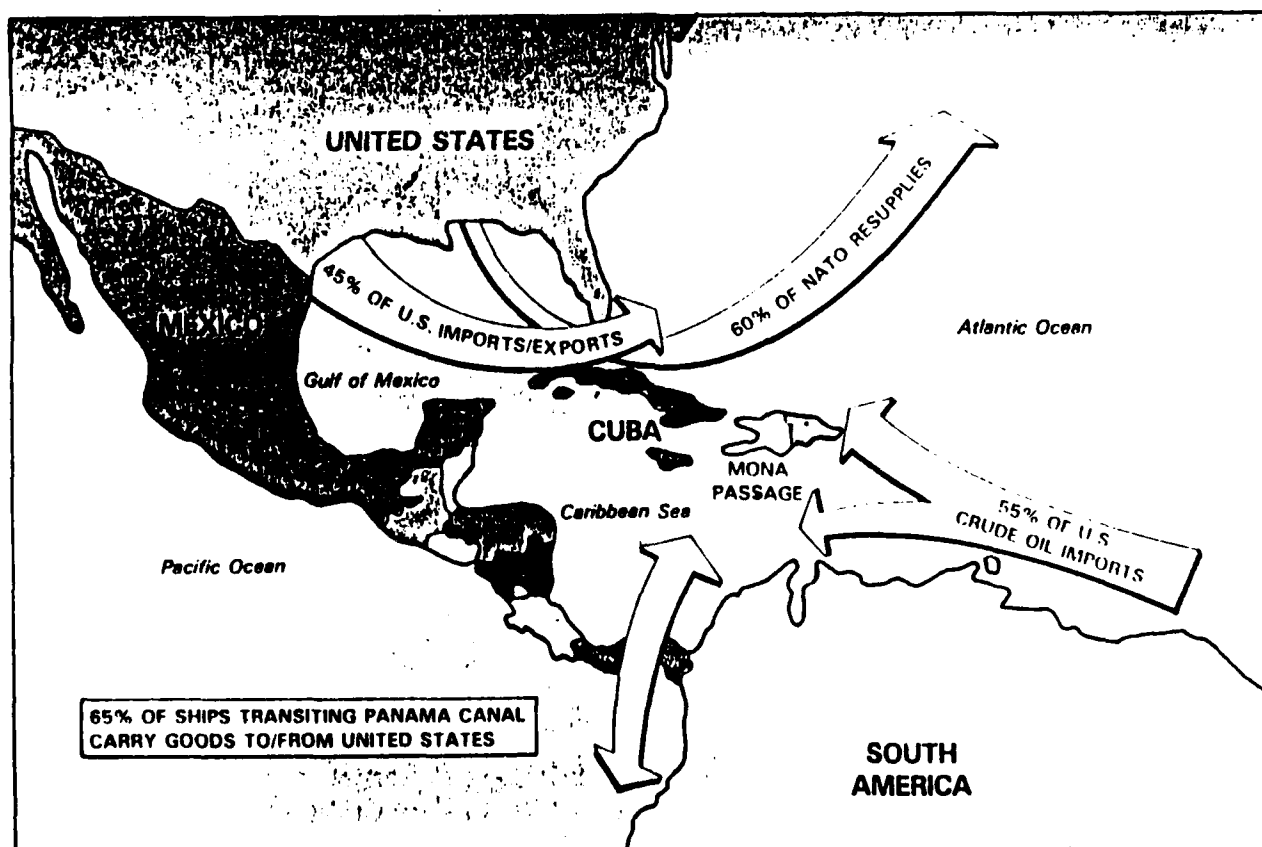 UNITED STATES
MEXICO
45% OF U.S. IMPORTS/EXPORTS
60% OF NATO RESUPPLIES
Atlantic Ocean
Gulf of Mexico
CUBA
MONA
PASSAGE
Caribbean Sea
55% OF U.S
CRUDE OIL IMPORTS
Pacific Ocean
65% OF SHIPS TRANSITING PANAMA CANAL
CARRY GOODS TO/FROM UNITED STATES
SOUTH
AMERICA